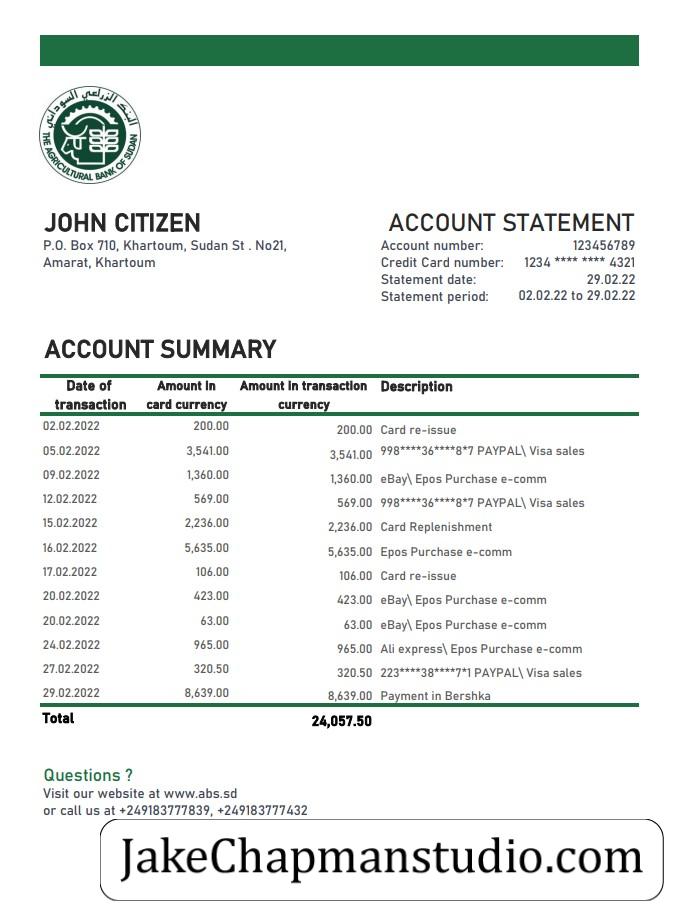 البنك الزراعي السوداني
THE AGRICULTURAL BANK OF SUDAN
JOHN CITIZEN
P.O. Box 710, Khartoum, Sudan St . No21,
Amarat, Khartoum
ACCOUNT STATEMENT
Account number: 123456789
Credit Card number: 1234 **** **** 4321
Statement date: 29.02.22
Statement period: 02.02.22 to 29.02.22
ACCOUNT SUMMARY
Date of Amount in Amount in transaction Description
transaction card currency currency
02.02.2022 200.00 200.00 Card re-issue
05.02.2022 3,541.00 3,541.00 998****36****8*7 PAYPAL\ Visa sales
09.02.2022 1,360.00 1,360.00 eBay\ Epos Purchase e-comm
12.02.2022 569.00 569.00 998****36****8*7 PAYPAL\ Visa sales
15.02.2022 2,236.00 2,236.00 Card Replenishment
16.02.2022 5,635.00 5,635.00 Epos Purchase e-comm
17.02.2022 106.00 106.00 Card re-issue
20.02.2022 423.00 423.00 eBay\ Epos Purchase e-comm
20.02.2022 63.00 63.00 eBay\ Epos Purchase e-comm
24.02.2022 965.00 965.00 Ali express\ Epos Purchase e-comm
27.02.2022 320.50 320.50 223****38****7*1 PAYPAL\ Visa sales
29.02.2022 8,639.00 8,639.00 Payment in Bershka
Total 24,057.50
Questions ?
Visit our website at www.abs.sd
or call us at +249183777839, +249183777432
JakeChapmanstudio.com